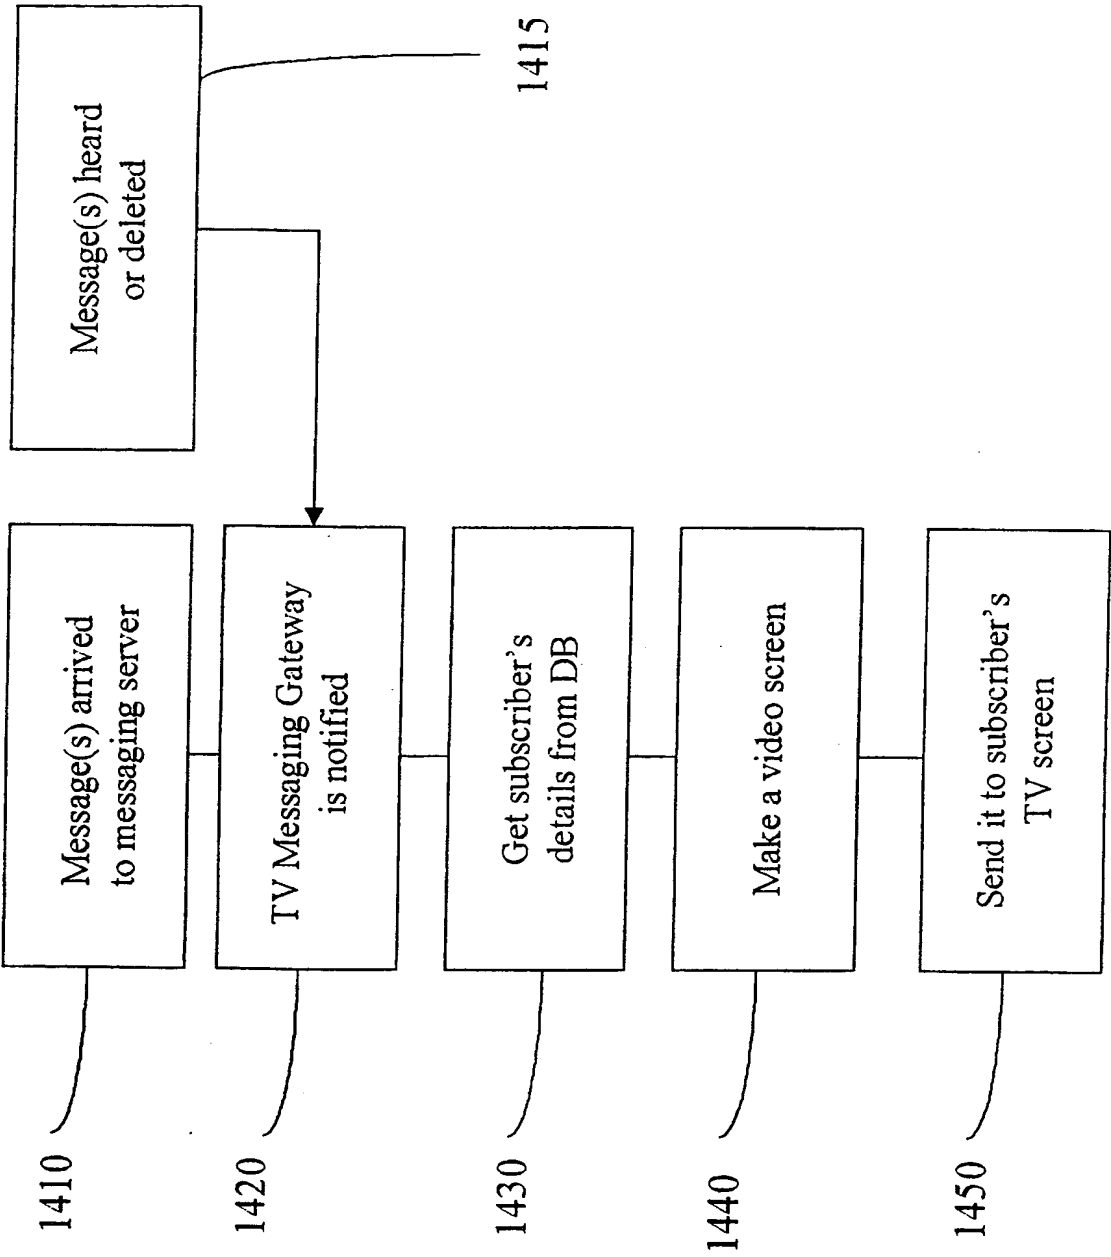 1410
Message(s) arrived
to messaging server
Message(s) heard
or deleted
1415
1420
TV Messaging Gateway
is notified
1430
Get subscriber's
details from DB
1440
Make a video screen
1450
Send it to subscriber's
TV screen